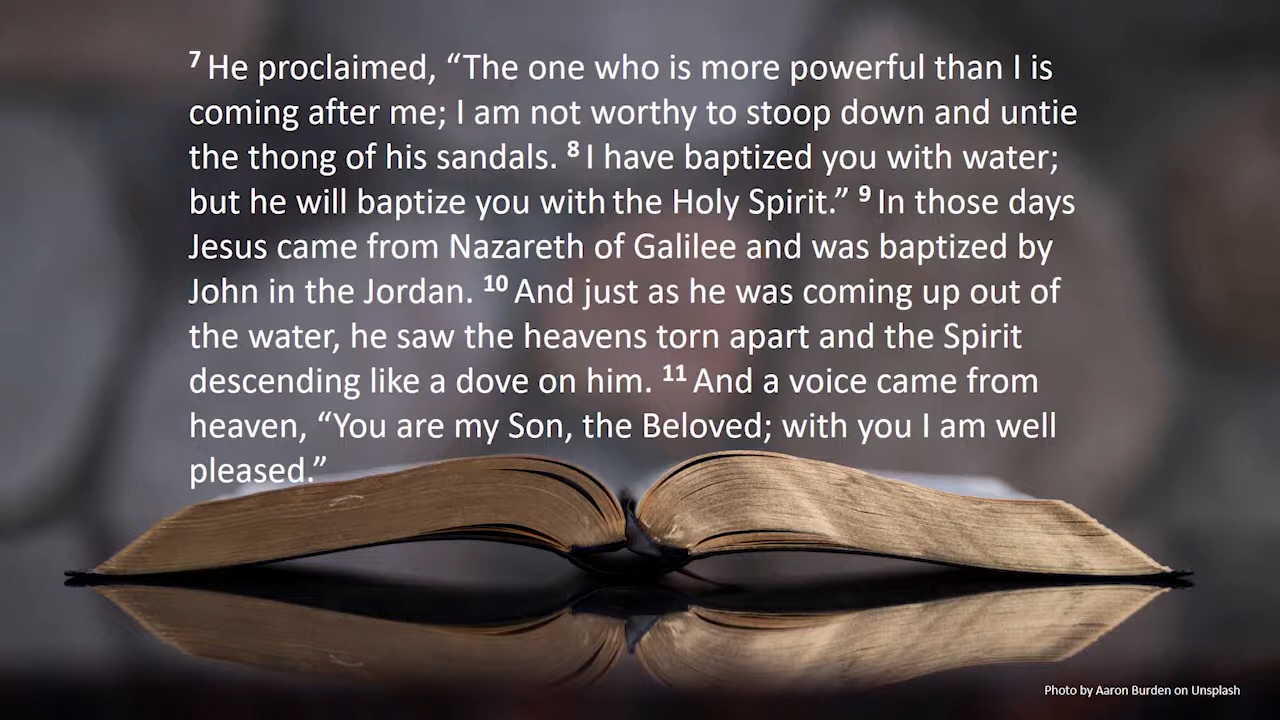 7 He proclaimed, “The one who is more powerful than I is
coming after me; I am not worthy to stoop down and untie
the thong of his sandals. 8 I have baptized you with water;
but he will baptize you with the Holy Spirit.” 9 In those days
Jesus came from Nazareth of Galilee and was baptized by
John in the Jordan. 10 And just as he was coming up out of
the water, he saw the heavens torn apart and the Spirit
descending like a dove on him. 11 And a voice came from
heaven, “You are my Son, the Beloved; with you I am well
pleased.”
Photo by Aaron Burden on Unsplash